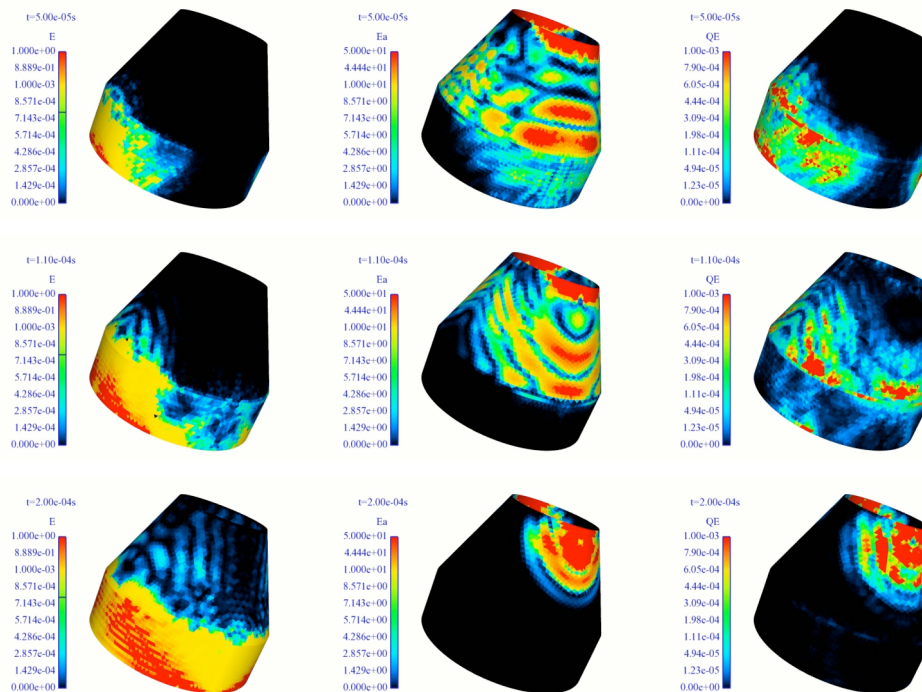 t=5.00e-05s
E
1.000e+00
8.889e-01
1.000e-03
8.571e-04
7.143e-04
5.714e-04
4.286e-04
2.857e-04
1.429e-04
0.000e+00
t=5.00e-05s
Ea
5.000e+01
4.444e+01
1.000e+01
8.571e+00
7.143e+00
5.714e+00
4.286e+00
2.857e+00
1.429e+00
0.000e+00
t=5.00e-05s
QE
1.00e-03
7.90e-04
6.05e-04
4.44e-04
3.09e-04
1.98e-04
1.11e-04
4.94e-05
1.23e-05
0.00e+00
t=1.10e-04s
E
1.000e+00
8.889e-01
1.000e-03
8.571e-04
7.143e-04
5.714e-04
4.286e-04
2.857e-04
1.429e-04
0.000e+00
t=1.10e-04s
Ea
5.000e+01
4.444e+01
1.000e+01
8.571e+00
7.143e+00
5.714e+00
4.286e+00
2.857e+00
1.429e+00
0.000e+00
t=1.10e-04s
QE
1.00e-03
7.90e-04
6.05e-04
4.44e-04
3.09e-04
1.98e-04
1.11e-04
4.94e-05
1.23e-05
0.00e+00
t=2.00e-04s
E
1.000e+00
8.889e-01
1.000e-03
8.571e-04
7.143e-04
5.714e-04
4.286e-04
2.857e-04
1.429e-04
0.000e+00
t=2.00e-04s
Ea
5.000e+01
4.444e+01
1.000e+01
8.571e+00
7.143e+00
5.714e+00
4.286e+00
2.857e+00
1.429e+00
0.000e+00
t=2.00e-04s
QE
1.00e-03
7.90e-04
6.05e-04
4.44e-04
3.09e-04
1.98e-04
1.11e-04
4.94e-05
1.23e-05
0.00e+00